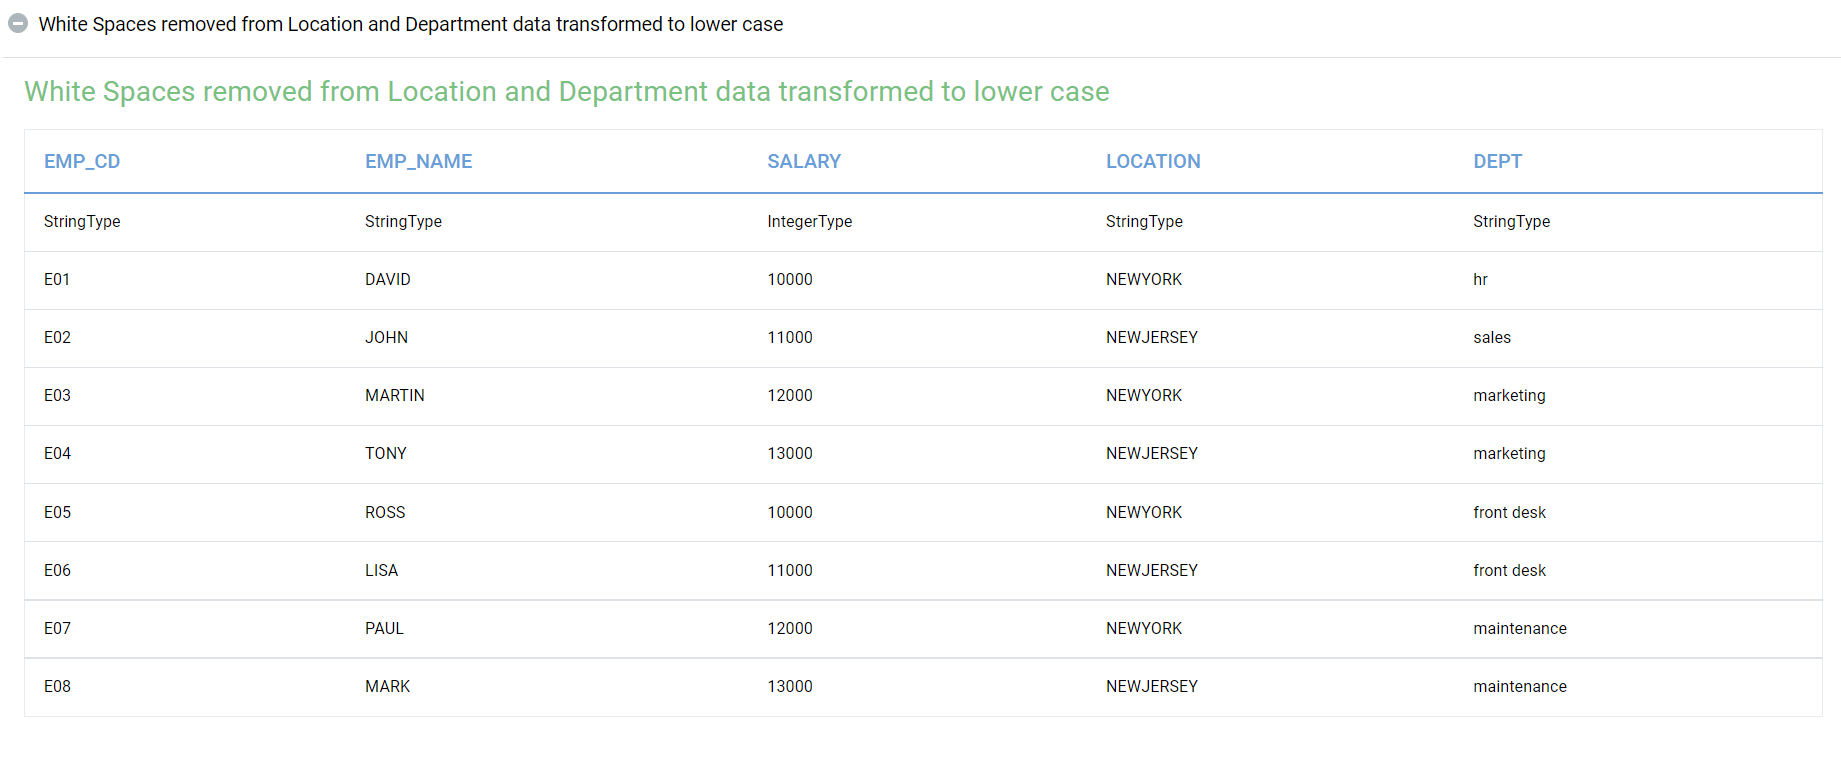 White Spaces removed from Location and Department data transformed to lower case
White Spaces removed from Location and Department data transformed to lower case
EMP_CD EMP_NAME SALARY LOCATION DEPT
StringType StringType IntegerType StringType StringType
E01 DAVID 10000 NEWYORK hr
E02 JOHN 11000 NEWJERSEY sales
E03 MARTIN 12000 NEWYORK marketing
E04 TONY 13000 NEWJERSEY marketing
E05 ROSS 10000 NEWYORK front desk
E06 LISA 11000 NEWJERSEY front desk
E07 PAUL 12000 NEWYORK maintenance
E08 MARK 13000 NEWJERSEY maintenance